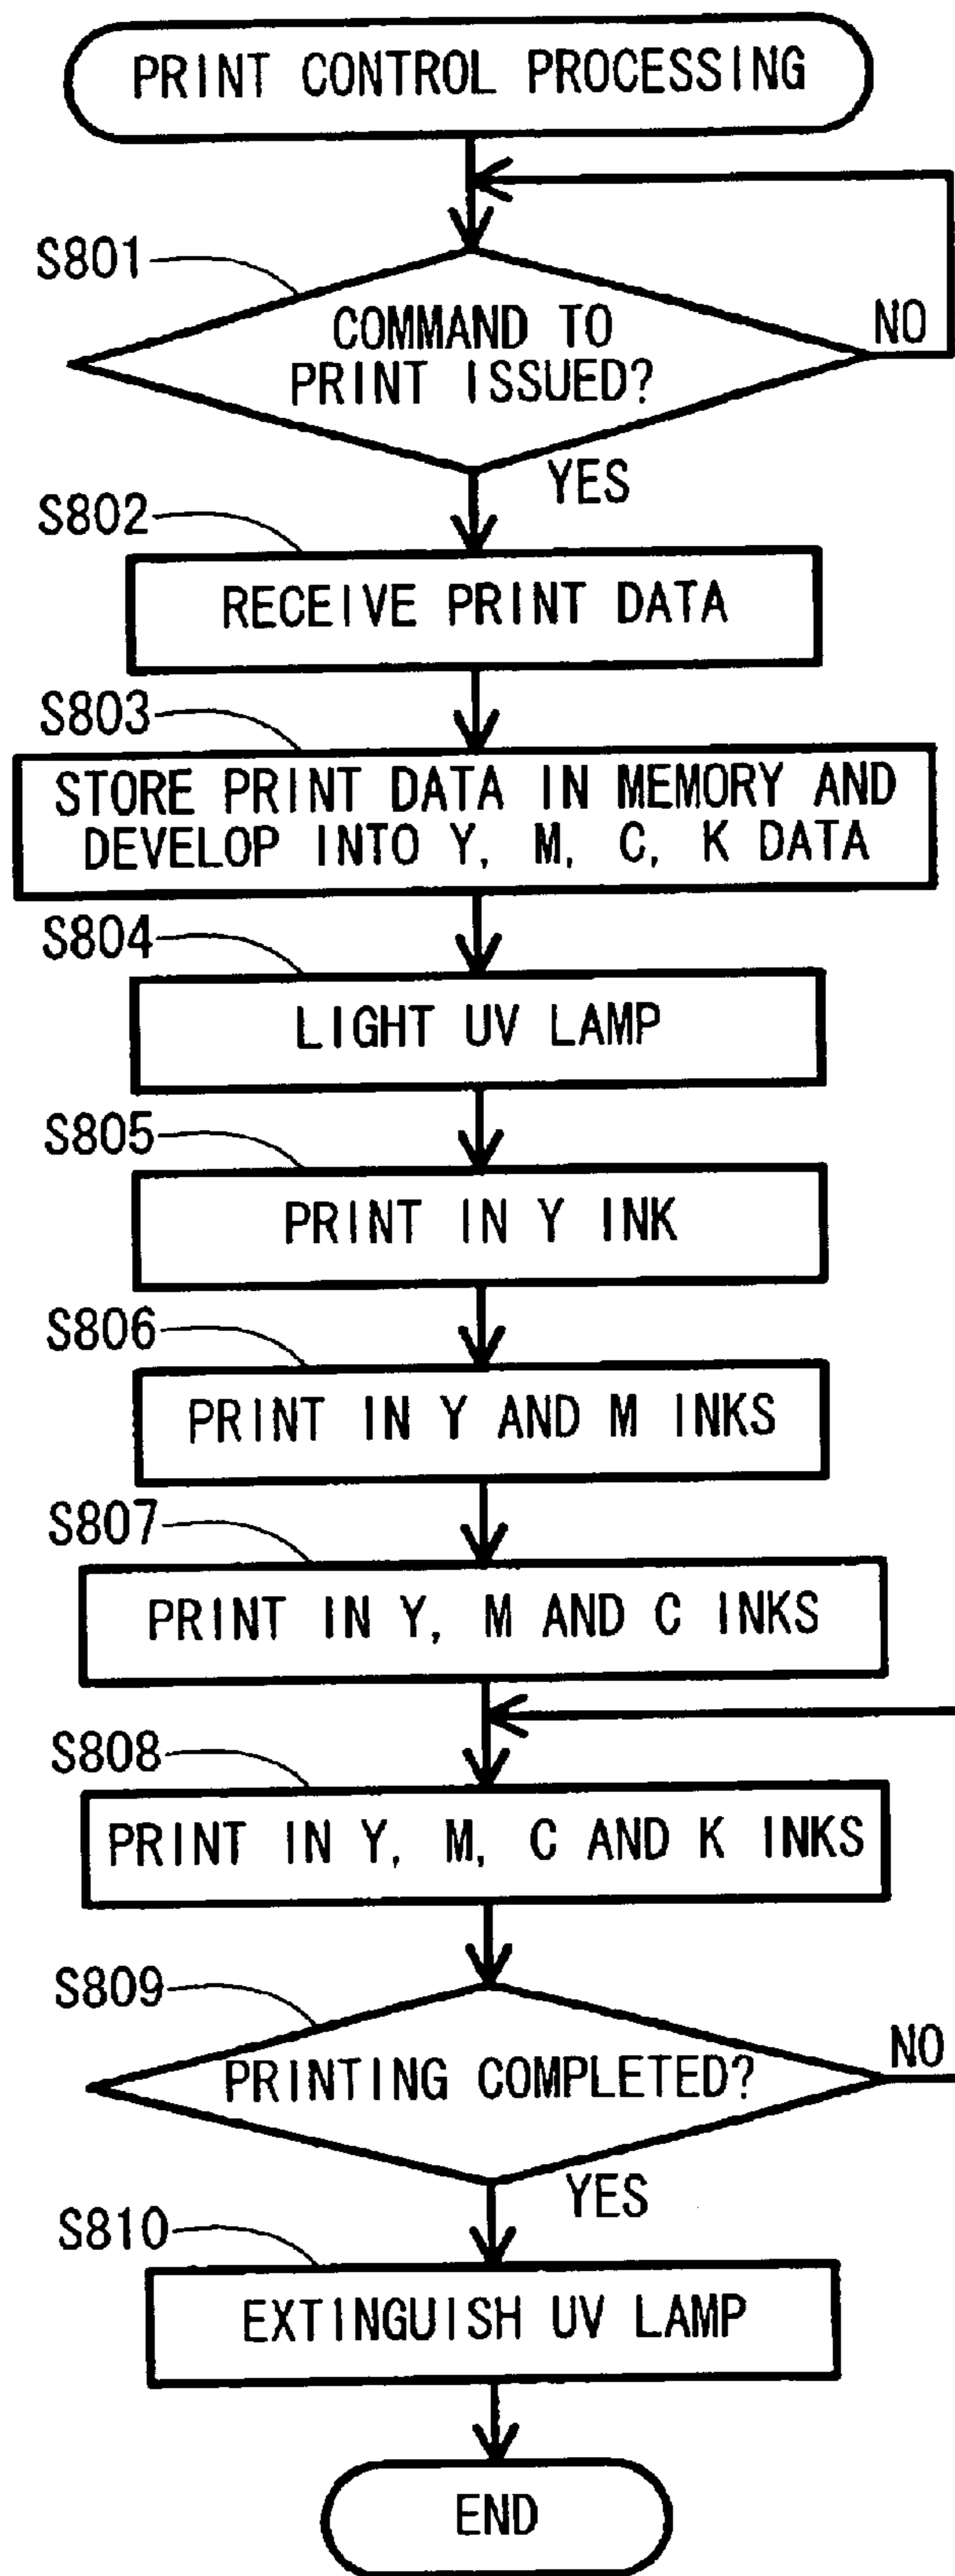 PRINT CONTROL PROCESSING
S801
COMMAND TO
PRINT ISSUED?
NO
YES
S802
RECEIVE PRINT DATA
S803
STORE PRINT DATA IN MEMORY AND
DEVELOP INTO Y, M, C, K DATA
S804
LIGHT UV LAMP
S805
PRINT IN Y INK
S806
PRINT IN Y AND M INKS
S807
PRINT IN Y, M AND C INKS
S808
PRINT IN Y, M, C AND K INKS
S809
PRINTING COMPLETED?
NO
YES
S810
EXTINGUISH UV LAMP
END